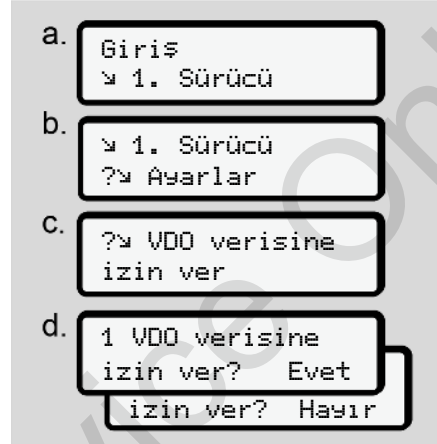 a.
Giriş
↘ 1. Sürücü
b.
↘ 1. Sürücü
?↘ Ayarlar
c.
?↘ VDO verisine
izin ver
d.
1 VDO verisine
izin ver? Evet
izin ver? Hayır